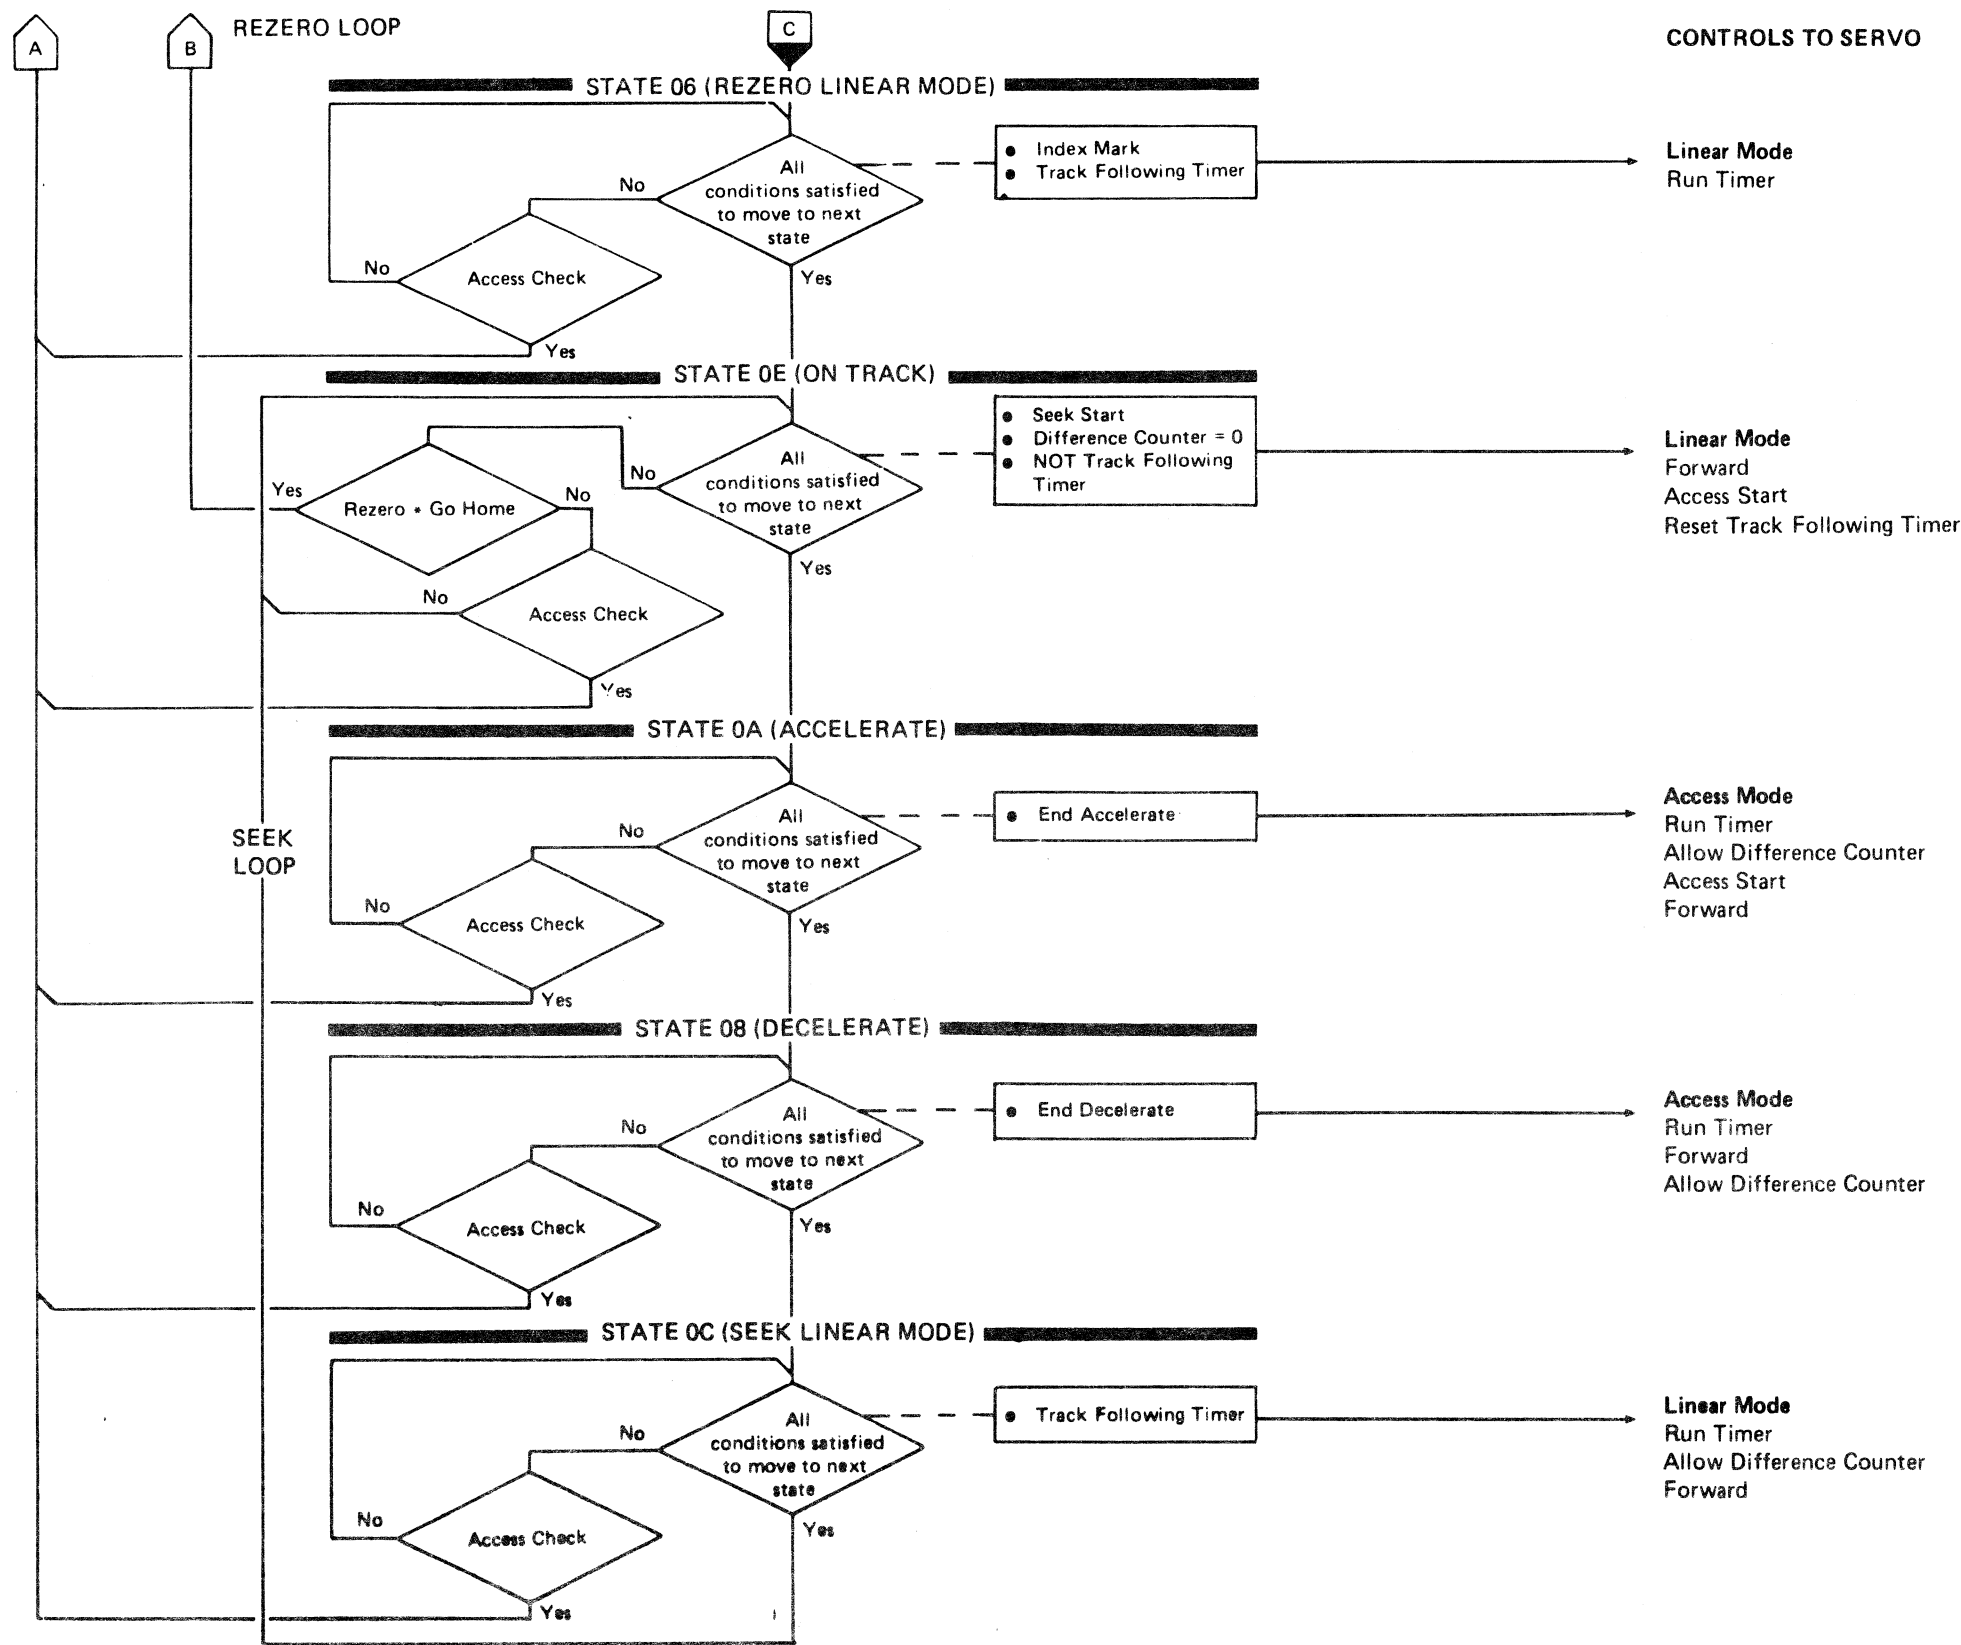 A
B
REZERO LOOP
C
CONTROLS TO SERVO
STATE 06 (REZERO LINEAR MODE)
All
conditions satisfied
to move to next
state
No
Yes
Access Check
No
Yes
• Index Mark
• Track Following Timer
Linear Mode
Run Timer
STATE 0E (ON TRACK)
All
conditions satisfied
to move to next
state
No
Yes
Rezero * Go Home
Yes
No
Access Check
No
Yes
• Seek Start
• Difference Counter = 0
• NOT Track Following
Timer
Linear Mode
Forward
Access Start
Reset Track Following Timer
SEEK
LOOP
STATE 0A (ACCELERATE)
All
conditions satisfied
to move to next
state
No
Yes
Access Check
No
Yes
• End Accelerate
Access Mode
Run Timer
Allow Difference Counter
Access Start
Forward
STATE 08 (DECELERATE)
All
conditions satisfied
to move to next
state
No
Yes
Access Check
No
Yes
• End Decelerate
Access Mode
Run Timer
Forward
Allow Difference Counter
STATE 0C (SEEK LINEAR MODE)
All
conditions satisfied
to move to next
state
No
Yes
Access Check
No
Yes
• Track Following Timer
Linear Mode
Run Timer
Allow Difference Counter
Forward